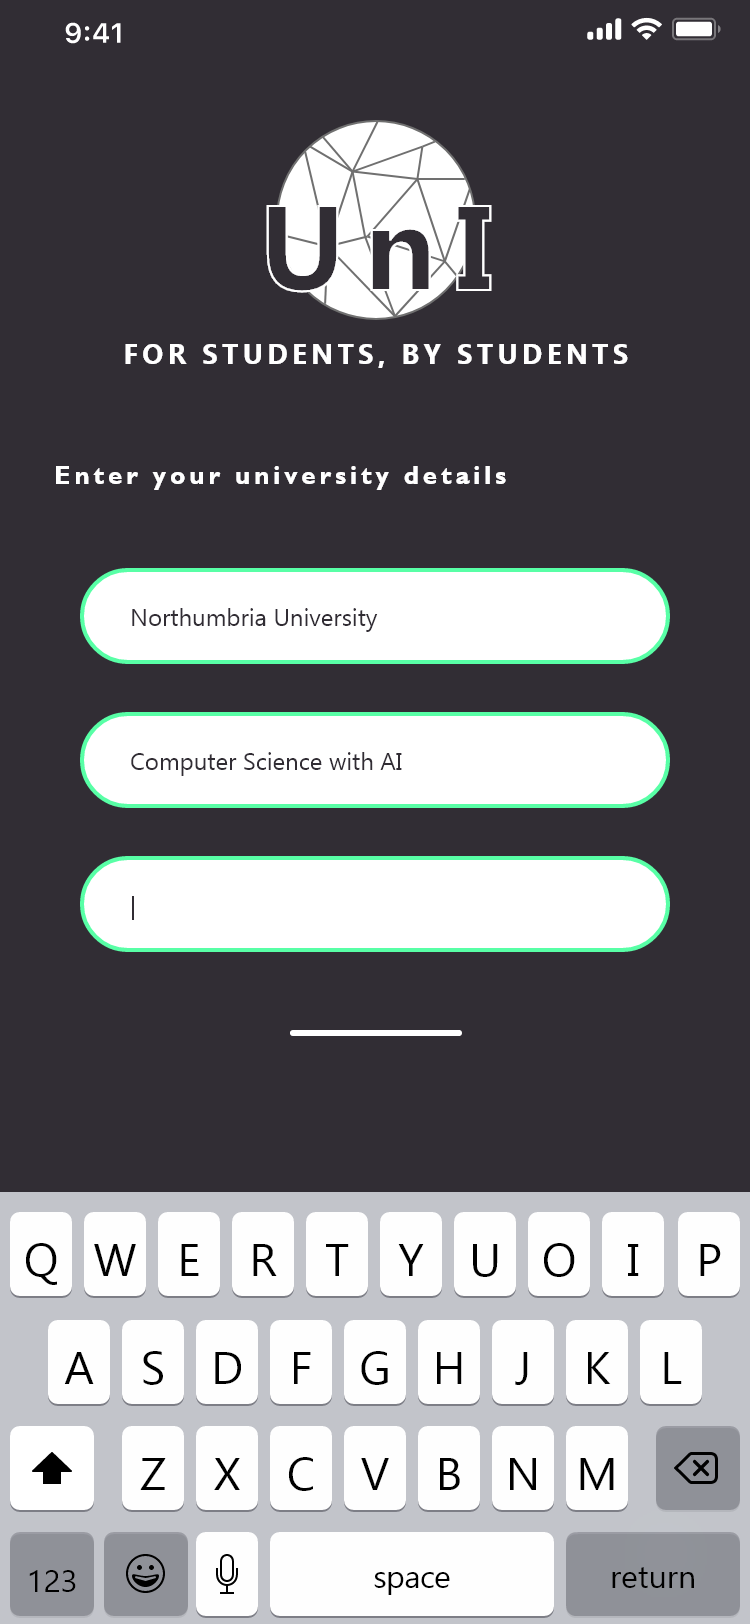 9:41
UnI
FOR STUDENTS, BY STUDENTS
Enter your university details
Northumbria University
Computer Science with AI
Q W E R T Y U O I P
A S D F G H J K L
Z X C V B N M
123 space return